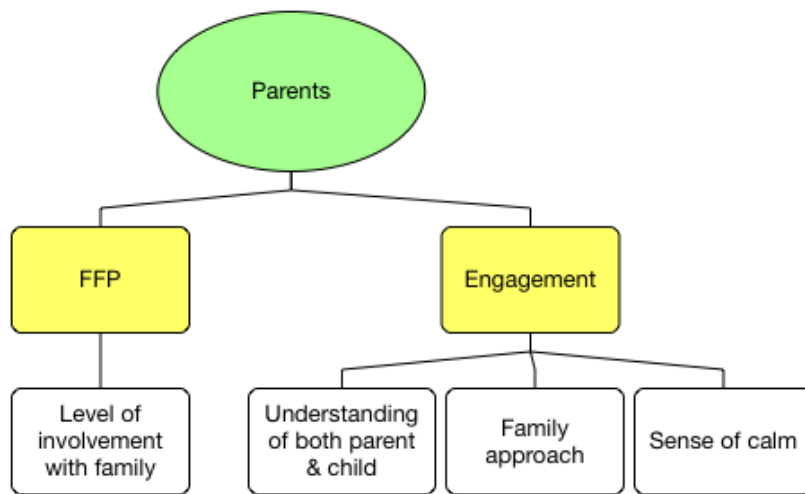 Parents
FFP
Engagement
Level of
involvement
with family
Understanding
of both parent
& child
Family
approach
Sense of calm